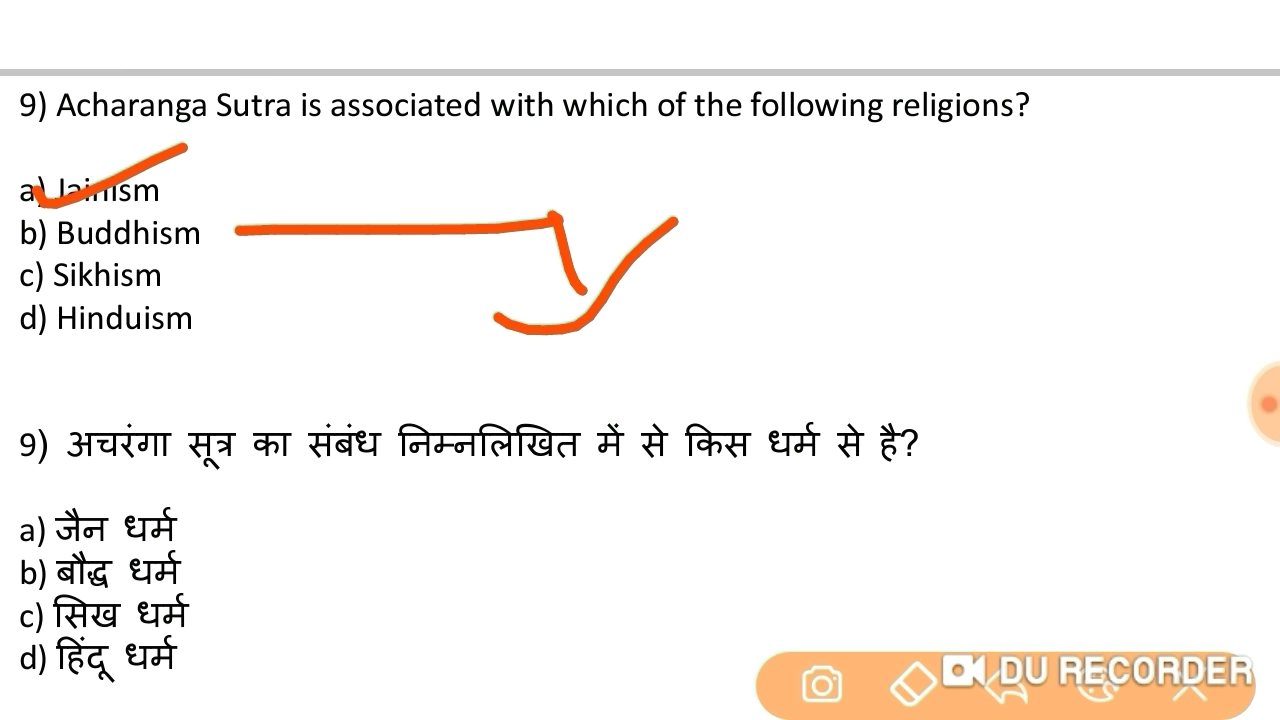 9) Acharanga Sutra is associated with which of the following religions?
a) Jainism
b) Buddhism
c) Sikhism
d) Hinduism
9) अचरंगा सूत्र का संबंध निम्नलिखित में से किस धर्म से है?
a) जैन धर्म
b) बौद्ध धर्म
c) सिख धर्म
d) हिंदू धर्म
DU RECORDER